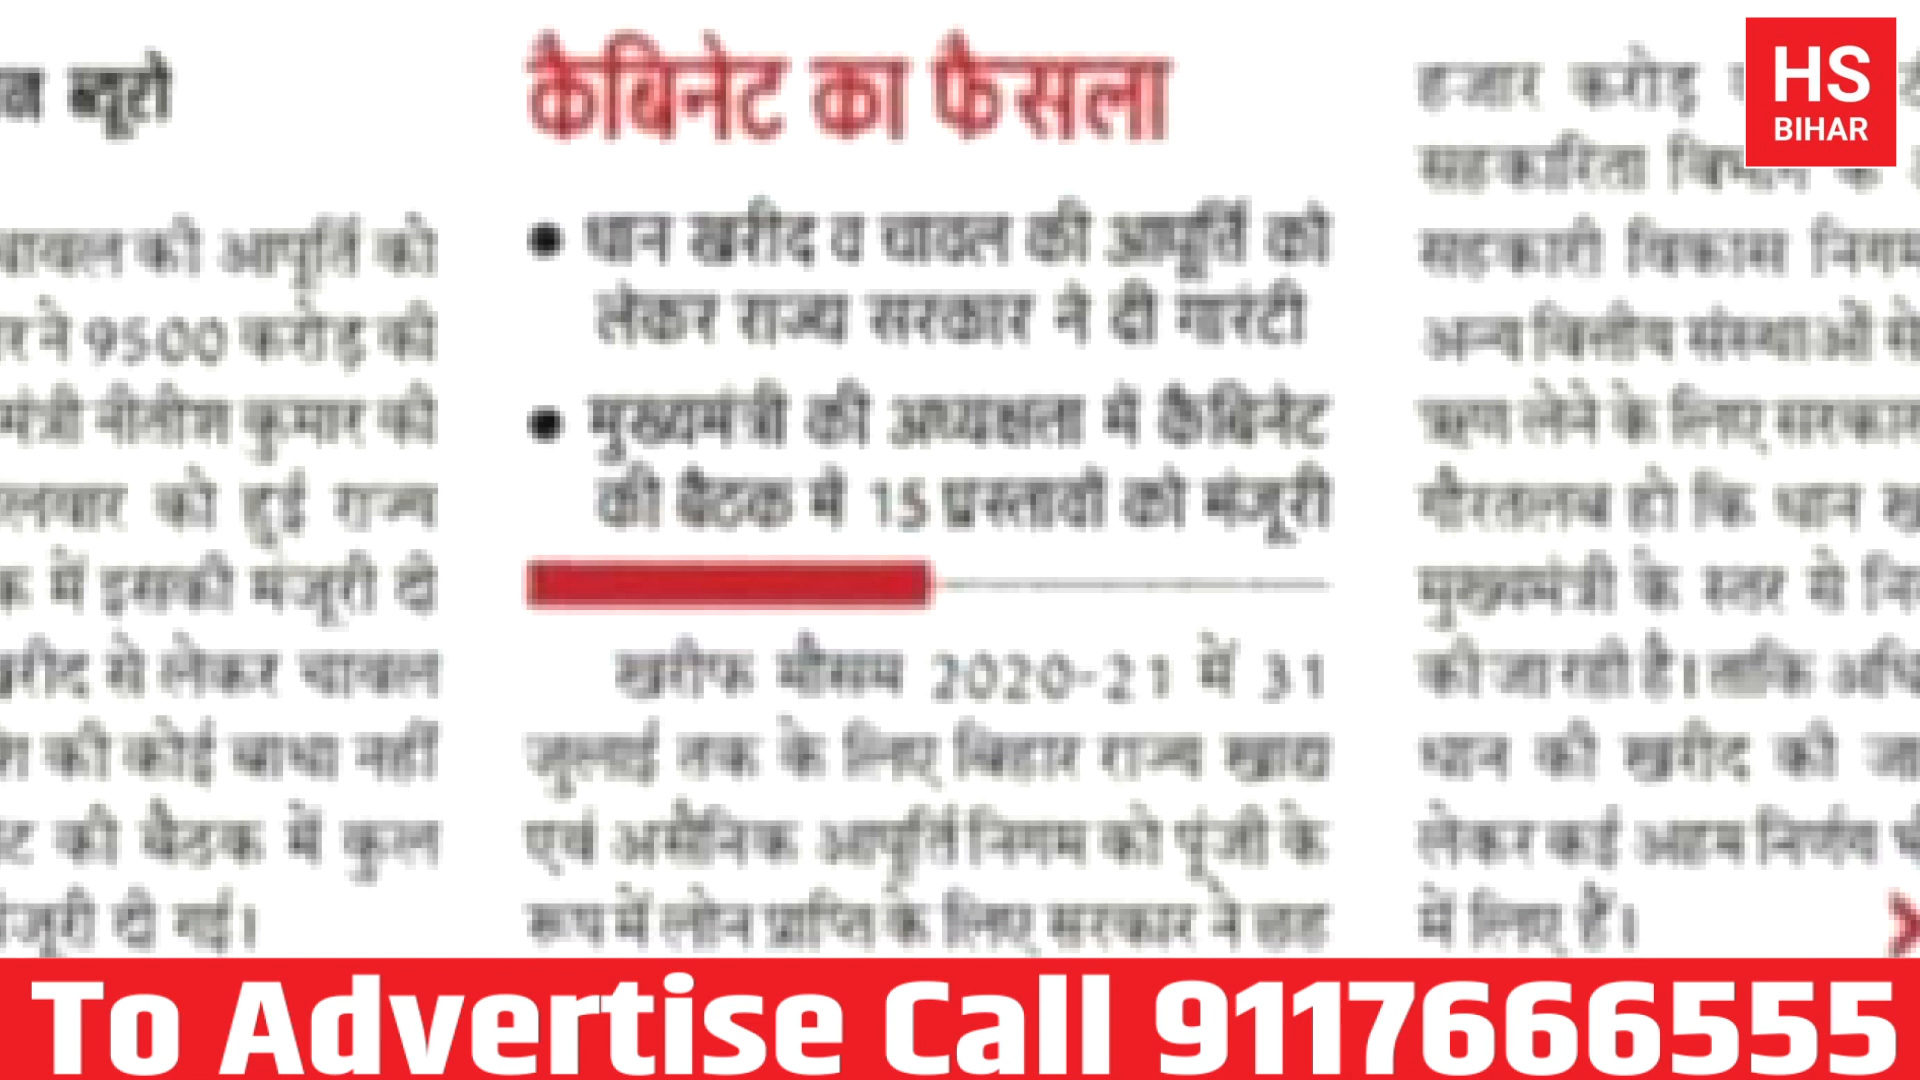 न ब्यूरो
चावल की आपूर्ति को
र ने 9500 करोड़ की
मंत्री नीतीश कुमार की
लवार को हुई राज्य
क में इसकी मंजूरी दी
खरीद से लेकर चावल
की कोई बाधा नहीं
ट की बैठक में कुल
मंजूरी दी गई।
कैबिनेट का फैसला
• धान खरीद व चावल की आपूर्ति को
लेकर राज्य सरकार ने दी गारंटी
• मुख्यमंत्री की अध्यक्षता में कैबिनेट
की बैठक में 15 प्रस्तावों को मंजूरी
खरीफ मौसम 2020-21 में 31
जुलाई तक के लिए बिहार राज्य खाद्य
एवं असैनिक आपूर्ति निगम को पूंजी के
रूप में लोन प्राप्ति के लिए सरकार ने छह
हजार करोड़
सहकारिता विभाग के
सहकारी विकास निगम
अन्य वित्तीय संस्थाओं से
ऋण लेने के लिए सरकार
गौरतलब हो कि धान ख
मुख्यमंत्री के स्तर से नि
की जा रही है। ताकि अधि
धान की खरीद की जा
लेकर कई अहम निर्णय भी
में लिए हैं।
HS
BIHAR
To Advertise Call 9117666555